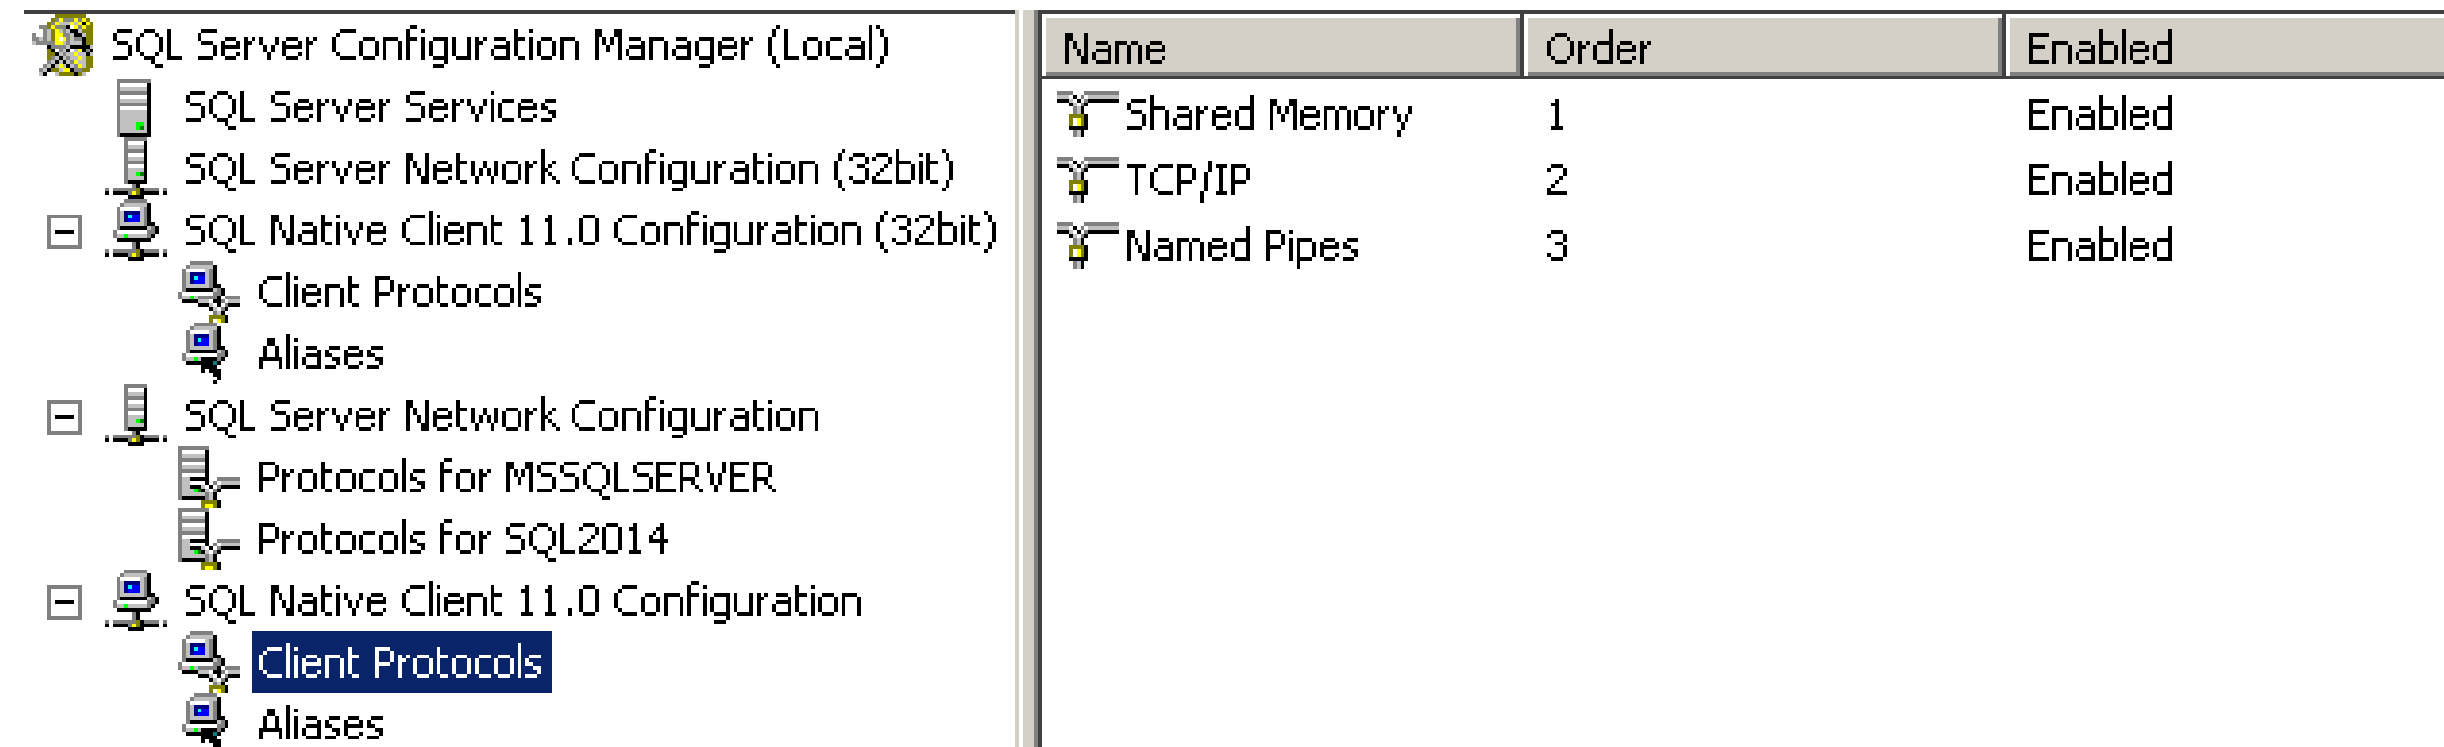 SQL Server Configuration Manager (Local)
SQL Server Services
SQL Server Network Configuration (32bit)
SQL Native Client 11.0 Configuration (32bit)
Client Protocols
Aliases
SQL Server Network Configuration
Protocols for MSSQLSERVER
Protocols for SQL2014
SQL Native Client 11.0 Configuration
Client Protocols
Aliases
Name Order Enabled
Shared Memory 1 Enabled
TCP/IP 2 Enabled
Named Pipes 3 Enabled